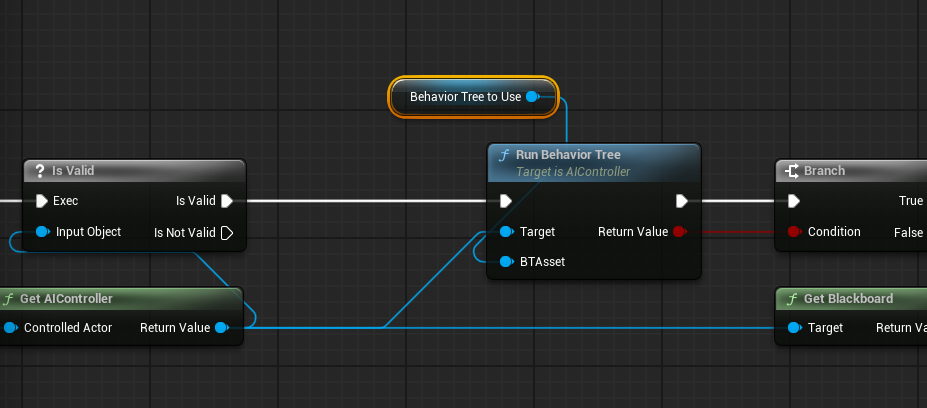 Behavior Tree to Use
? Is Valid
Exec
Is Valid
Input Object
Is Not Valid
f Run Behavior Tree
Target is AIController
Target
Return Value
BTAsset
Branch
True
Condition
False
f Get AIController
Controlled Actor
Return Value
f Get Blackboard
Target
Return Va